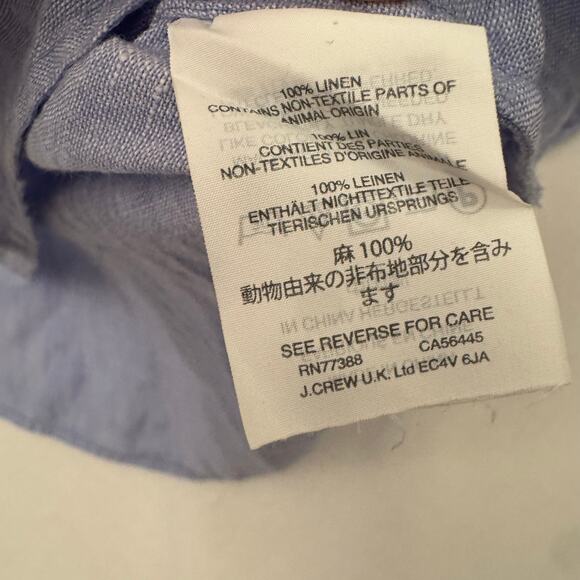 100% LINEN
CONTAINS NON-TEXTILE PARTS OF
ANIMAL ORIGIN
100% LIN
CONTIENT DES PARTIES
NON-TEXTILES D'ORIGINE ANIMALE
100% LEINEN
ENTHÄLT NICHTTEXTILE TEILE
TIERISCHEN URSPRUNGS
麻 100%
動物由来の非布地部分を含み
ます
SEE REVERSE FOR CARE
RN77388 CA56445
J.CREW U.K. Ltd EC4V 6JA